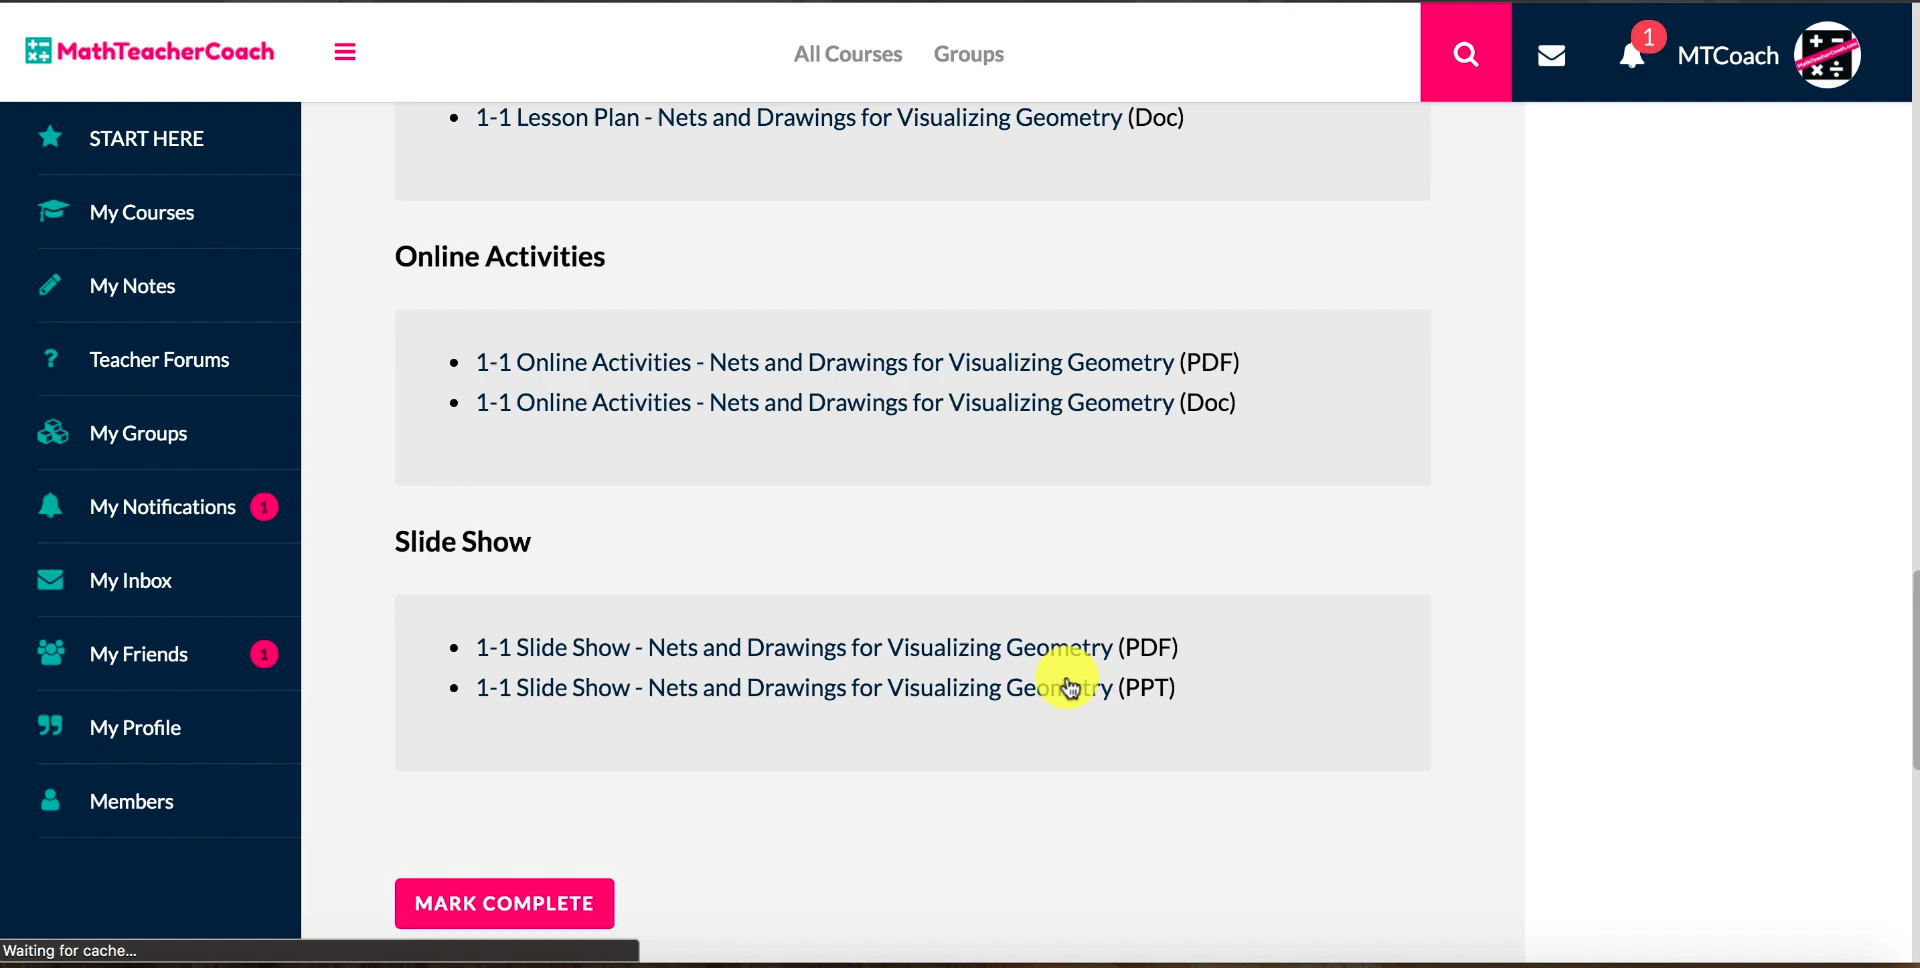 MathTeacherCoach
All Courses Groups
1
MTCoach
START HERE
My Courses
My Notes
Teacher Forums
My Groups
My Notifications 1
My Inbox
My Friends 1
My Profile
Members
• 1-1 Lesson Plan - Nets and Drawings for Visualizing Geometry (Doc)
Online Activities
• 1-1 Online Activities - Nets and Drawings for Visualizing Geometry (PDF)
• 1-1 Online Activities - Nets and Drawings for Visualizing Geometry (Doc)
Slide Show
• 1-1 Slide Show - Nets and Drawings for Visualizing Geometry (PDF)
• 1-1 Slide Show - Nets and Drawings for Visualizing Geometry (PPT)
MARK COMPLETE
Waiting for cache...